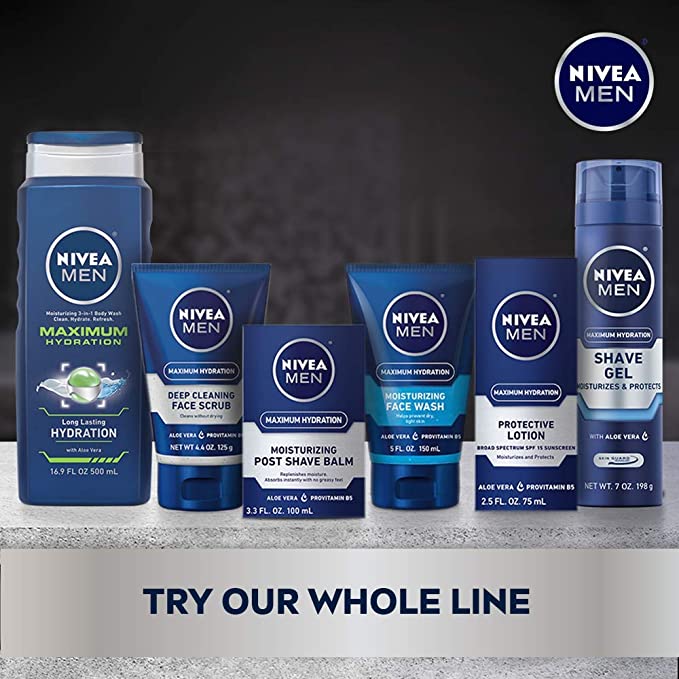 NIVEA
MEN
NIVEA
MEN
Moisturizing 3-in-1 Body Wash
Clean. Hydrate. Refresh.
MAXIMUM
HYDRATION
Long Lasting
HYDRATION
with Aloe Vera
16.9 FL OZ 500 mL
NIVEA
MEN
MAXIMUM HYDRATION
DEEP CLEANING
FACE SCRUB
Cleans without drying
ALOE VERA PROVITAMIN B5
NET WT. 4.4 OZ. 125 g
NIVEA
MEN
MAXIMUM HYDRATION
MOISTURIZING
POST SHAVE BALM
Replenishes moisture.
Absorbs instantly with no greasy feel
ALOE VERA PROVITAMIN B5
3.3 FL. OZ. 100 mL
NIVEA
MEN
MAXIMUM HYDRATION
MOISTURIZING
FACE WASH
Helps prevent dry,
tight skin
ALOE VERA PROVITAMIN B5
5 FL. OZ. 150 mL
NIVEA
MEN
MAXIMUM HYDRATION
PROTECTIVE
LOTION
BROAD SPECTRUM SPF 15 SUNSCREEN
Moisturizes and Protects
ALOE VERA PROVITAMIN B5
2.5 FL. OZ. 75 mL
NIVEA
MEN
MAXIMUM HYDRATION
SHAVE
GEL
MOISTURIZES & PROTECTS
WITH ALOE VERA
SKIN GUARD
NET WT. 7 OZ. 198 g
TRY OUR WHOLE LINE